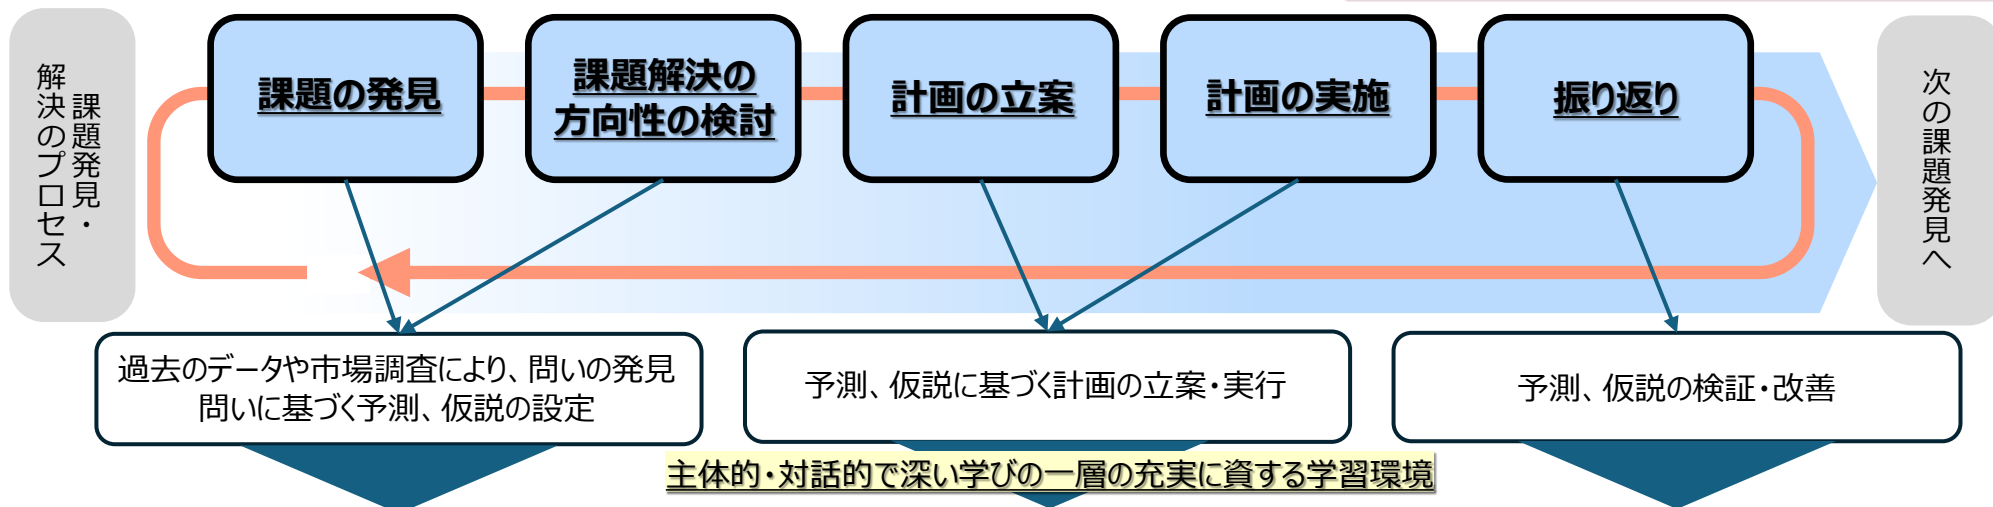 課題発見・
解決のプロセス
課題の発見
課題解決の
方向性の検討
計画の立案
計画の実施
振り返り
次の課題発見へ
過去のデータや市場調査により、問いの発見
問いに基づく予測、仮説の設定
予測、仮説に基づく計画の立案・実行
予測、仮説の検証・改善
主体的・対話的で深い学びの一層の充実に資する学習環境